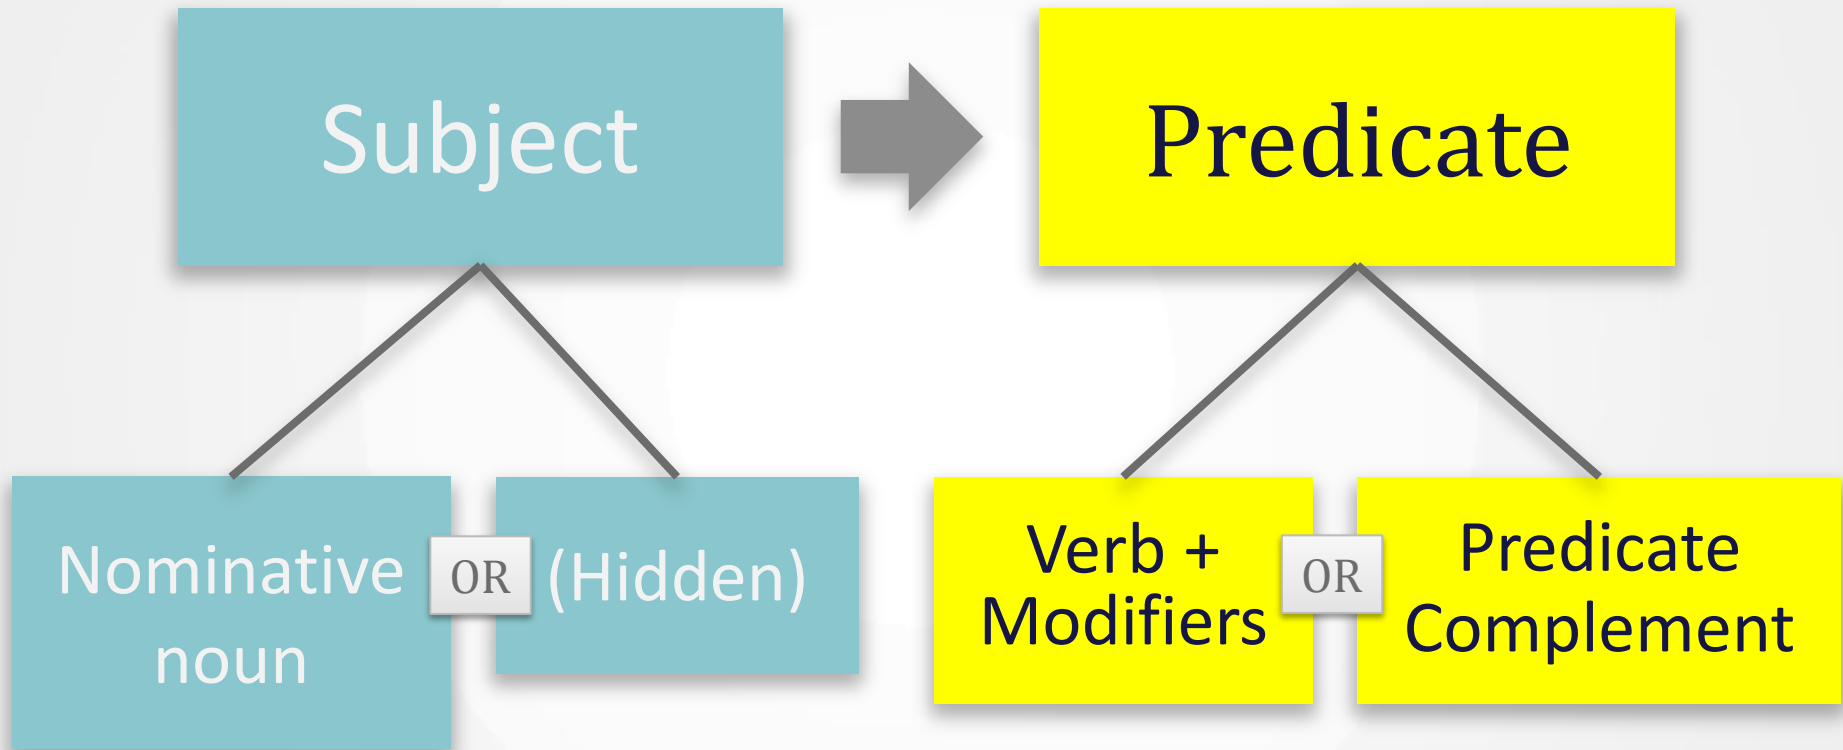 Subject
Predicate
Nominative
noun
OR
(Hidden)
Verb +
Modifiers
OR
Predicate
Complement